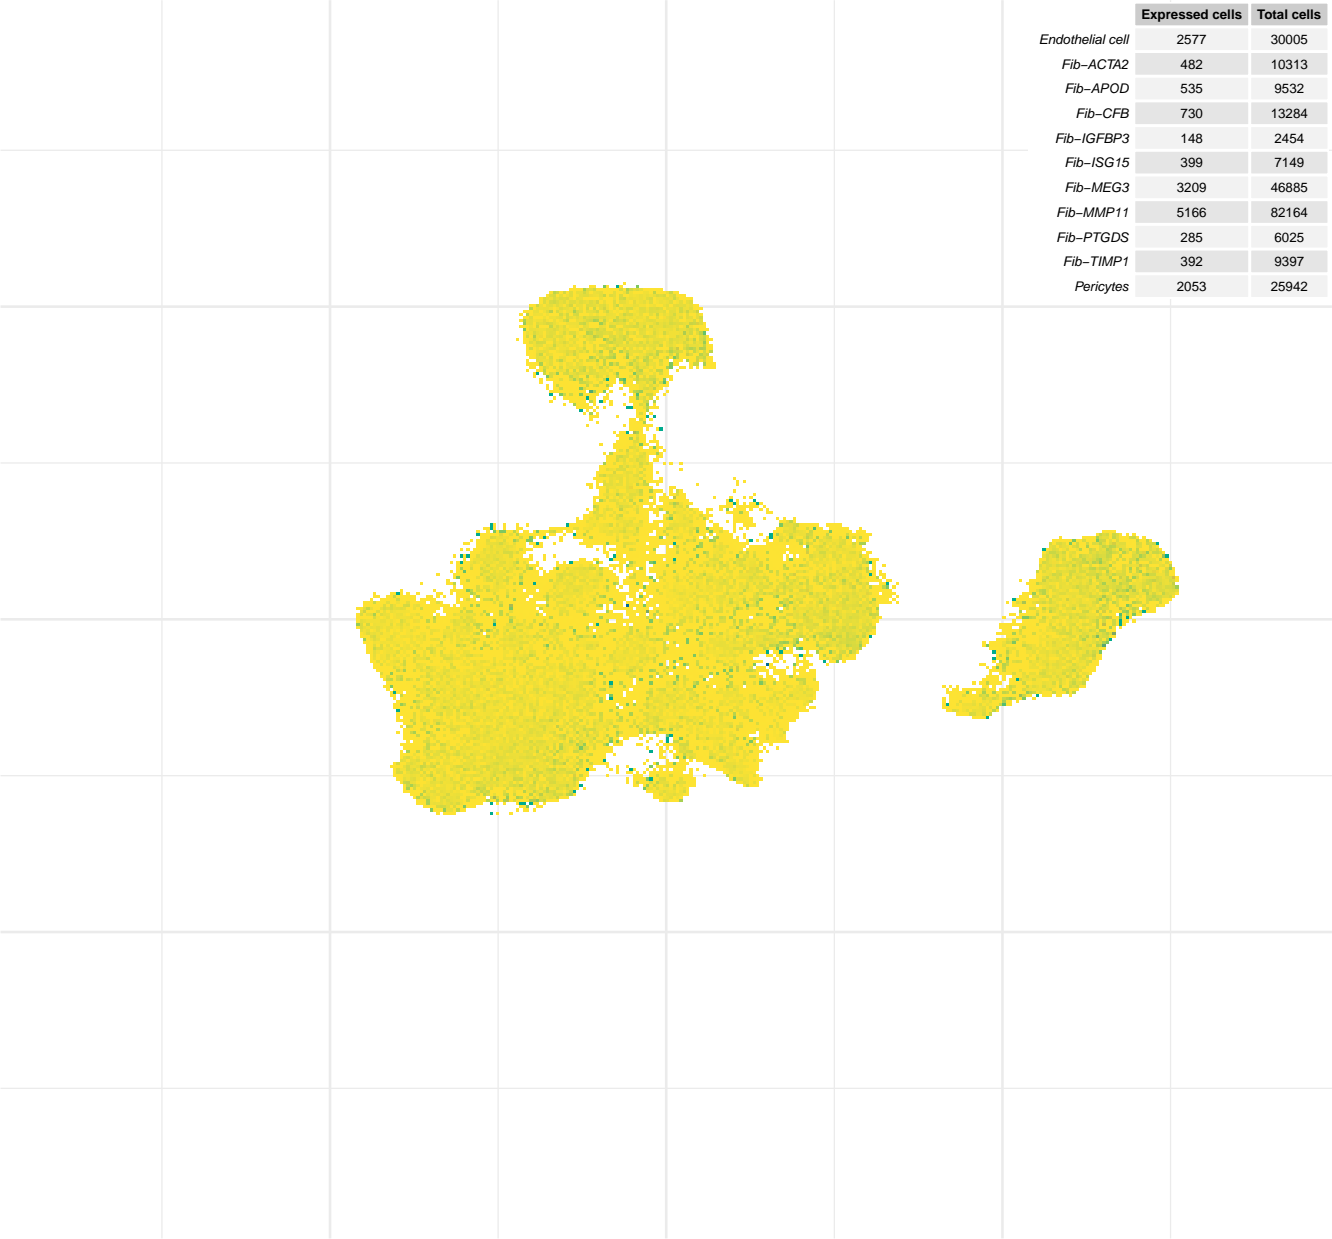 Expressed cells Total cells
Endothelial cell 2577 30005
Fib−ACTA2 482 10313
Fib−APOD 535 9532
Fib−CFB 730 13284
Fib−IGFBP3 148 2454
Fib−ISG15 399 7149
Fib−MEG3 3209 46885
Fib−MMP11 5166 82164
Fib−PTGDS 285 6025
Fib−TIMP1 392 9397
Pericytes 2053 25942